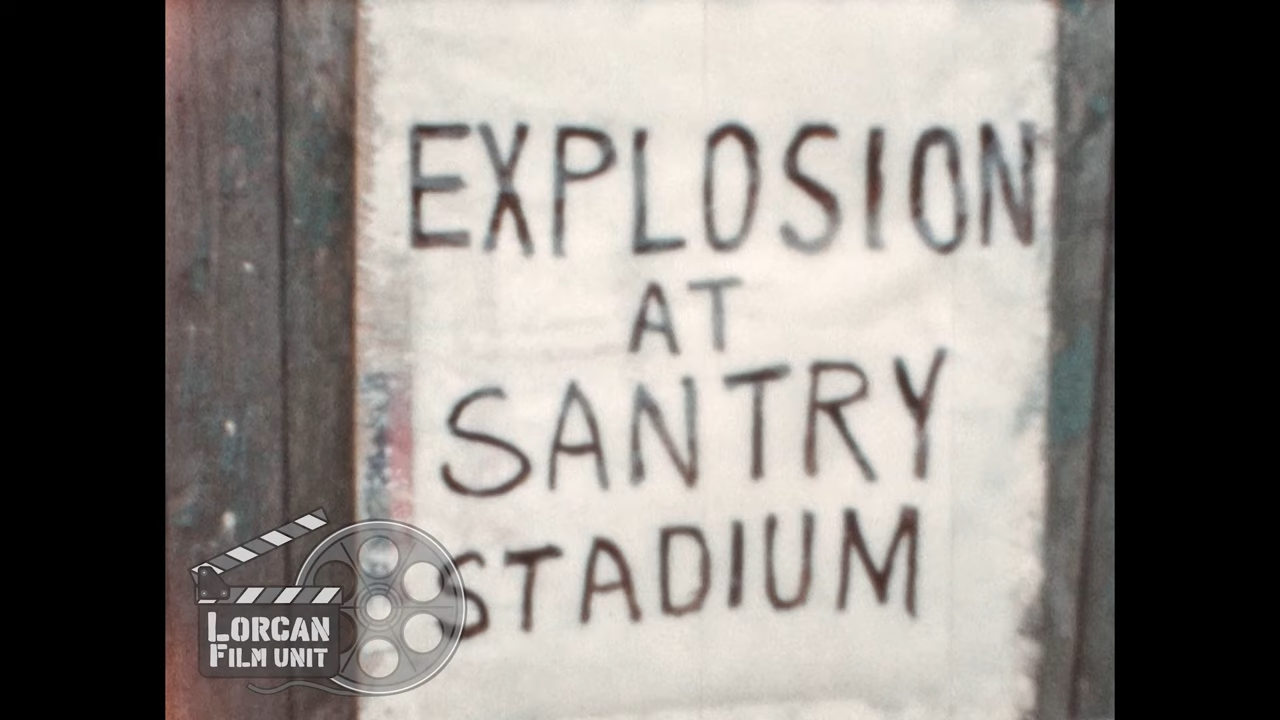 EXPLOSION
AT
SANTRY
STADIUM
LORCAN
FILM UNIT